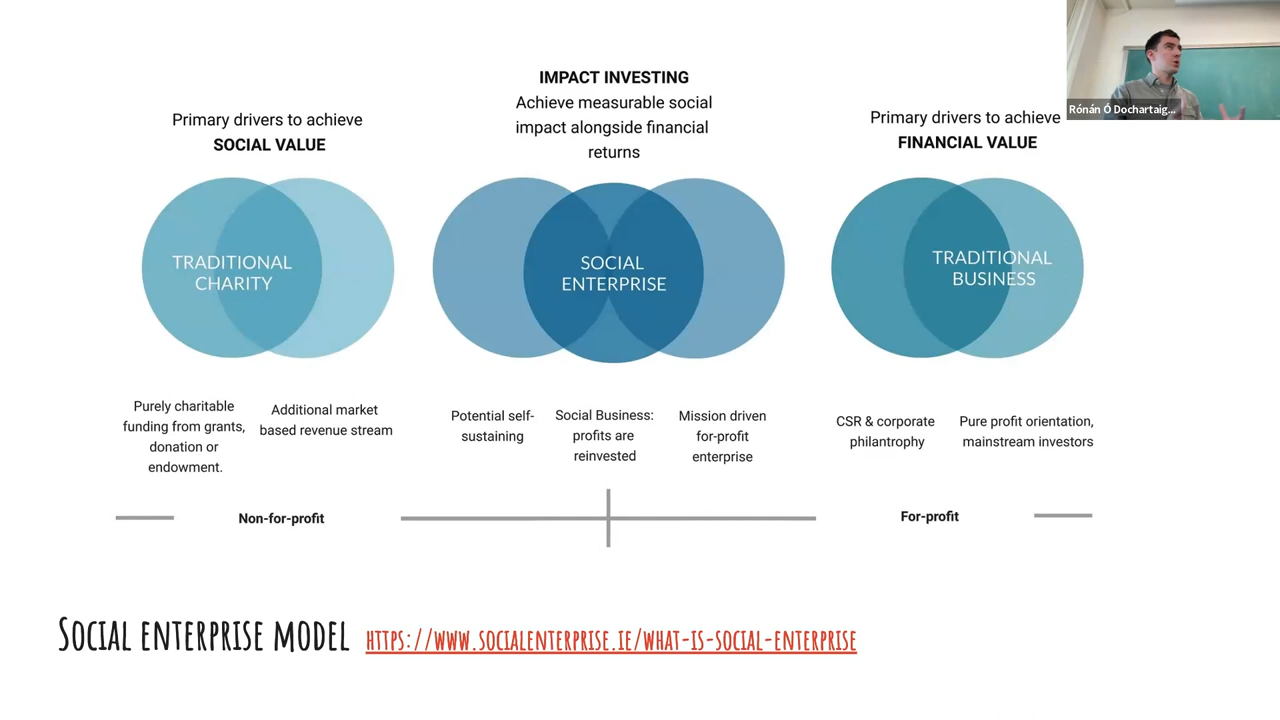 IMPACT INVESTING
Achieve measurable social
impact alongside financial
returns
Primary drivers to achieve
SOCIAL VALUE
Primary drivers to achieve
FINANCIAL VALUE
Rónán Ó Dochartaig...
TRADITIONAL
CHARITY
SOCIAL
ENTERPRISE
TRADITIONAL
BUSINESS
Purely charitable
funding from grants,
donation or
endowment.
Additional market
based revenue stream
Potential self-
sustaining
Social Business:
profits are
reinvested
Mission driven
for-profit
enterprise
CSR & corporate
philantrophy
Pure profit orientation,
mainstream investors
Non-for-profit
For-profit
SOCIAL ENTERPRISE MODEL HTTPS://WWW.SOCIALENTERPRISE.IE/WHAT-IS-SOCIAL-ENTERPRISE